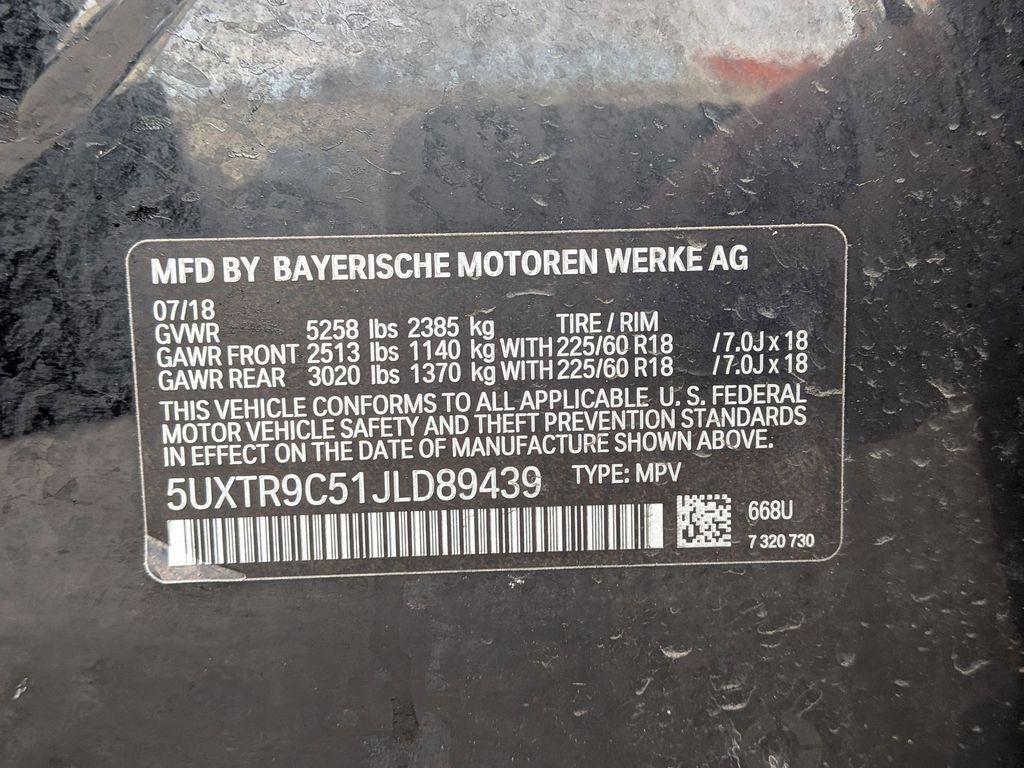 MFD BY BAYERISCHE MOTOREN WERKE AG
07/18
GVWR 5258 lbs 2385 kg TIRE / RIM
GAWR FRONT 2513 lbs 1140 kg WITH 225/60 R18 /7.0J x 18
GAWR REAR 3020 lbs 1370 kg WITH 225/60 R18 /7.0J x 18
THIS VEHICLE CONFORMS TO ALL APPLICABLE U. S. FEDERAL
MOTOR VEHICLE SAFETY AND THEFT PREVENTION STANDARDS
IN EFFECT ON THE DATE OF MANUFACTURE SHOWN ABOVE.
5UXTR9C51JLD89439 TYPE: MPV
668U
7 320 730